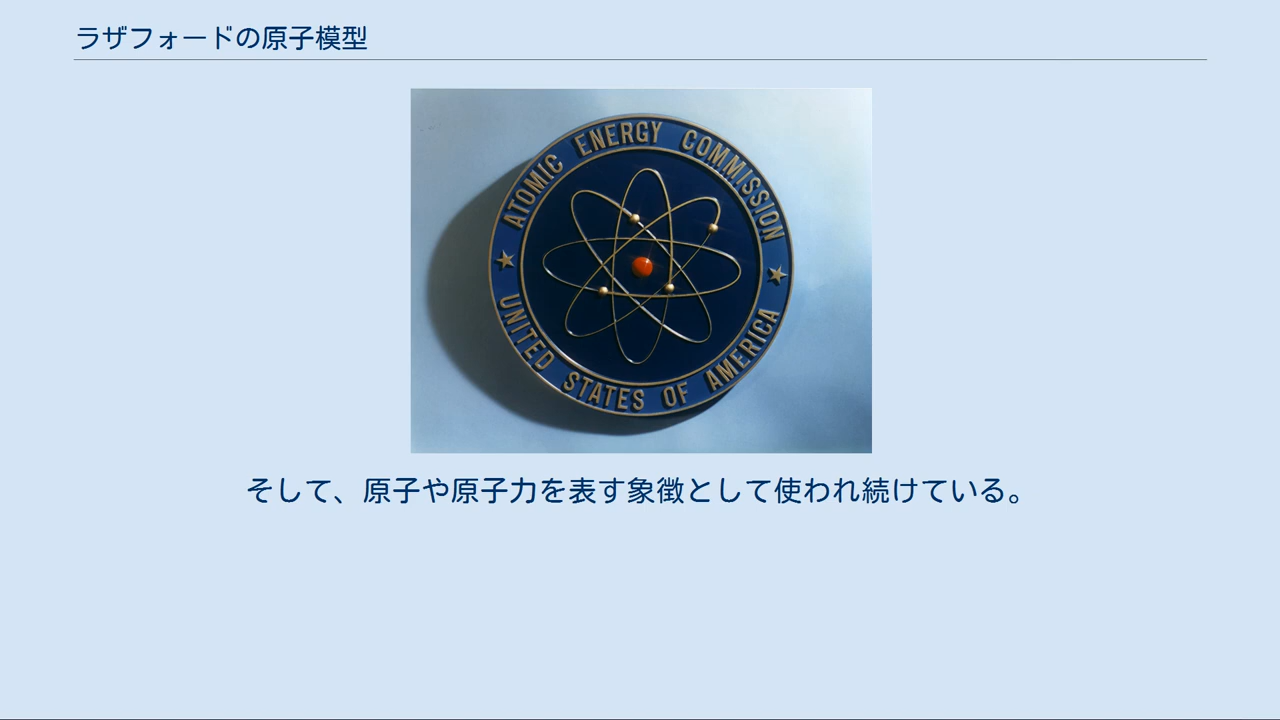 ラザフォードの原子模型
ATOMIC ENERGY COMMISSION
UNITED STATES OF AMERICA
そして、原子や原子力を表す象徴として使われ続けている。